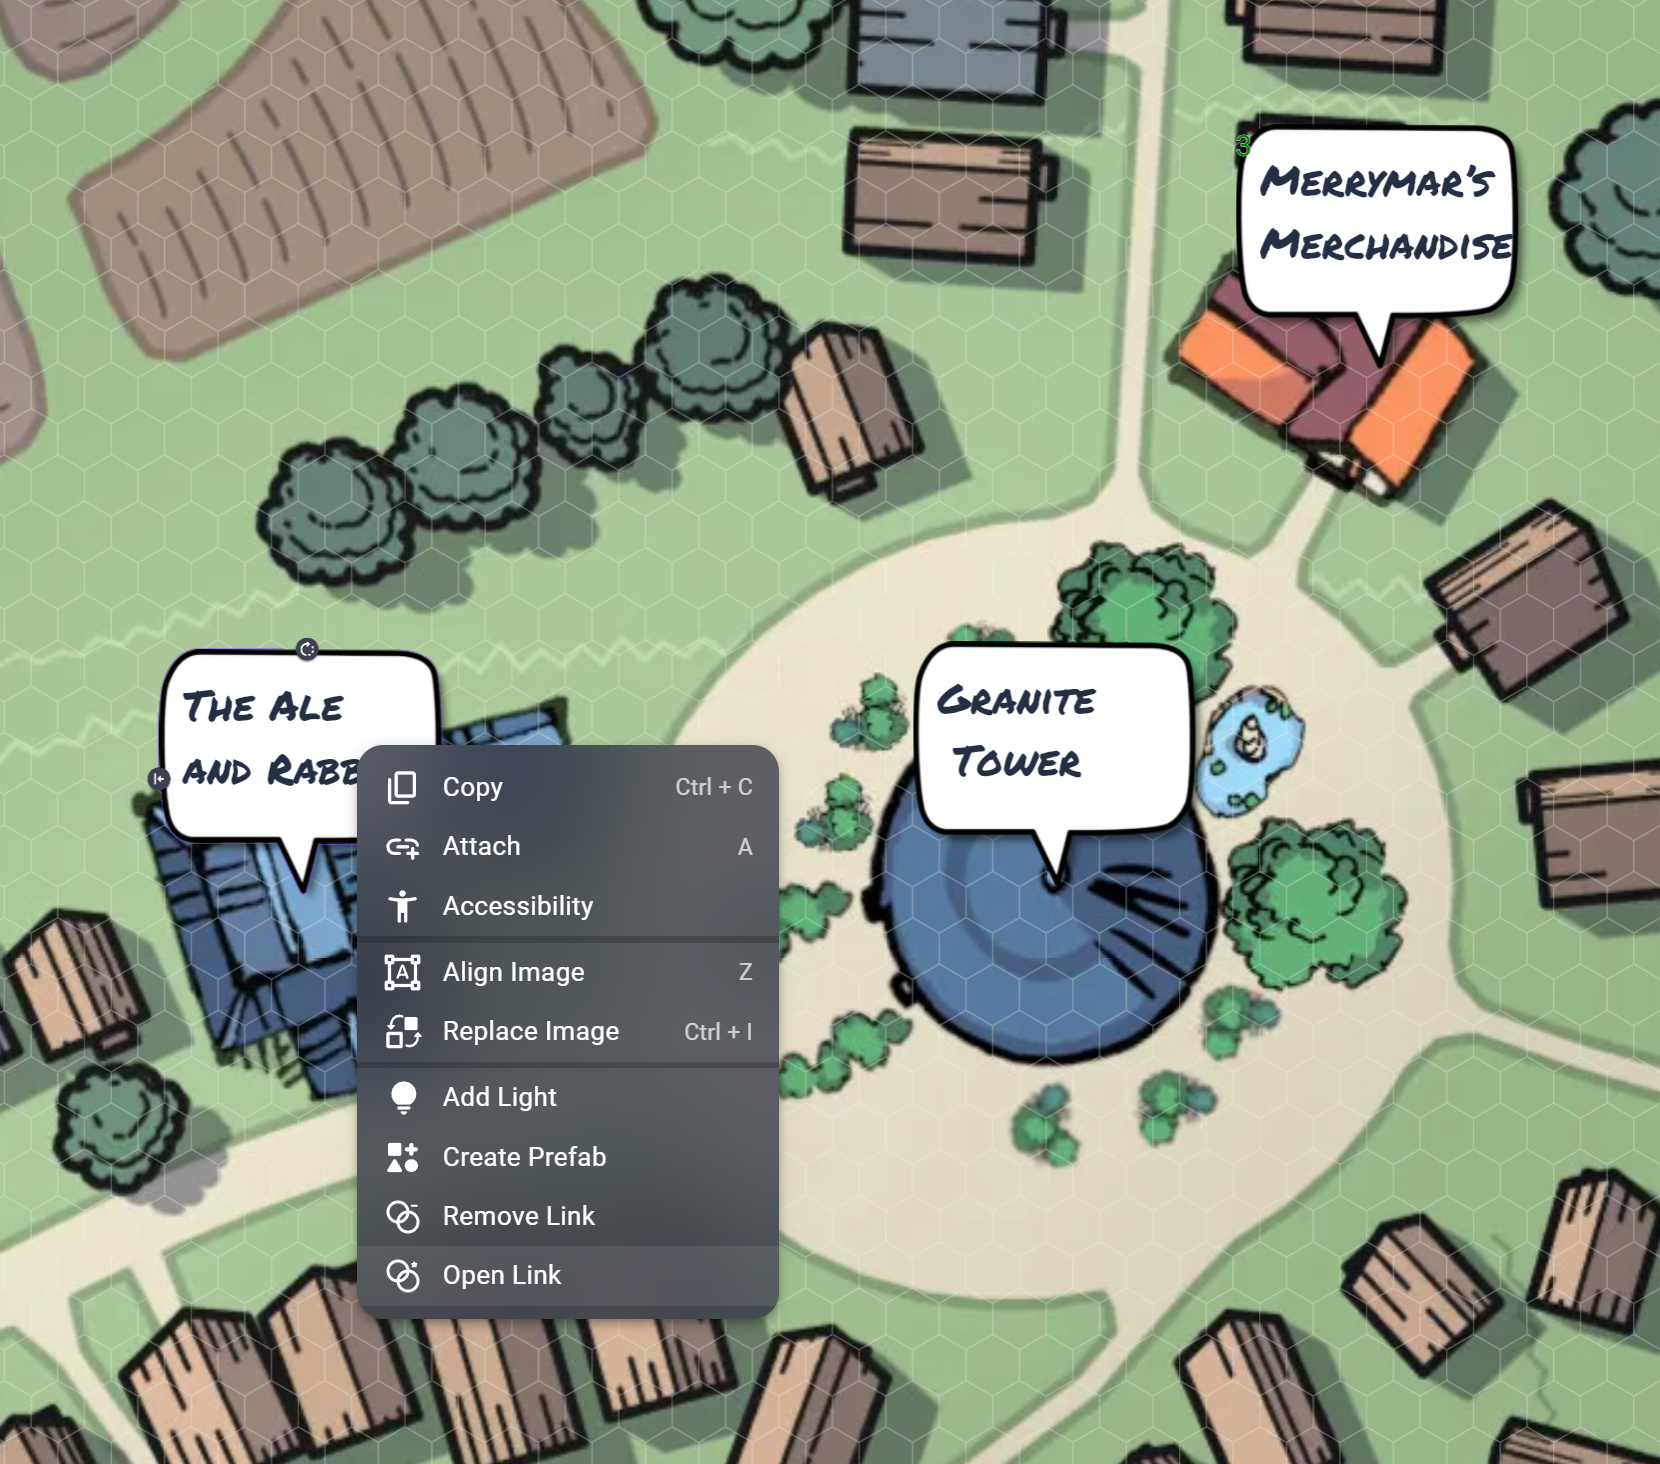 3
MERRYMAR'S
MERCHANDISE
THE ALE
AND RABB
GRANITE
TOWER
Copy Ctrl + C
Attach A
Accessibility
Align Image Z
Replace Image Ctrl + I
Add Light
Create Prefab
Remove Link
Open Link